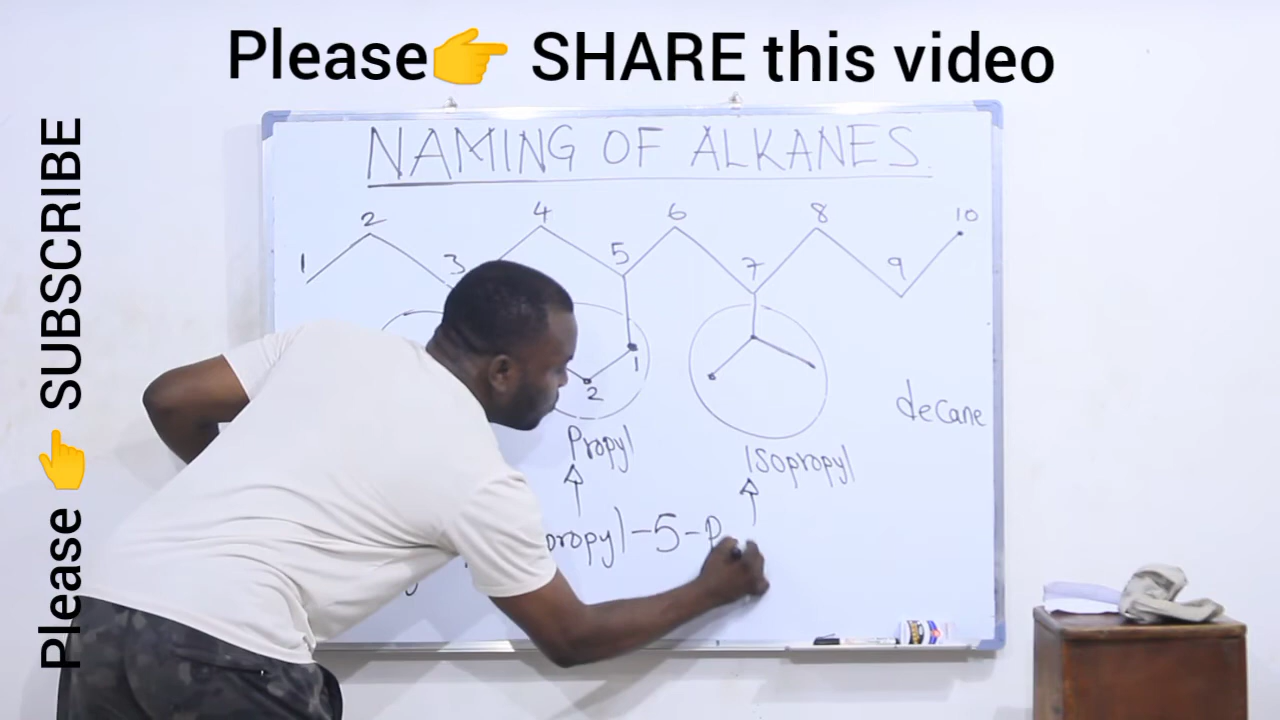 Please👉 SHARE this video
Please 👉 SUBSCRIBE
NAMING OF ALKANES.
1 2 3 4 5 6 7 8 9 10
1
2
decane
Propyl
Isopropyl
ropyl-5-P